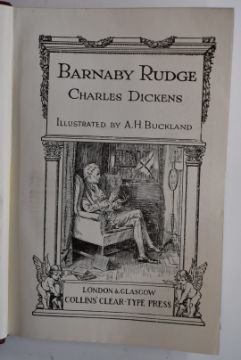 BARNABY RUDGE
CHARLES DICKENS
ILLUSTRATED BY A.H. BUCKLAND
LONDON & GLASGOW
COLLINS' CLEAR-TYPE PRESS